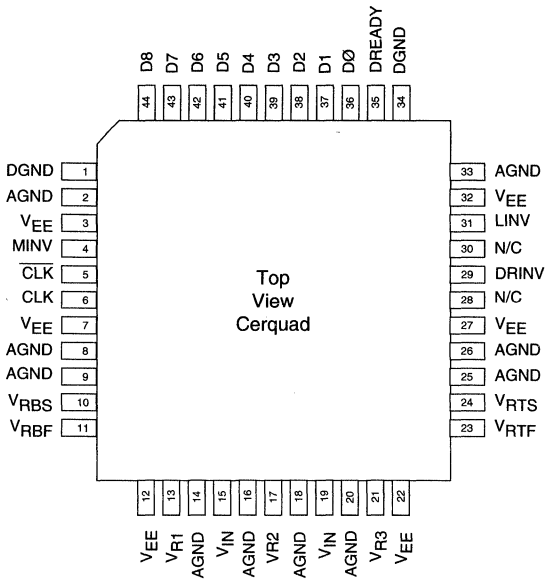 D8 D7 D6 D5 D4 D3 D2 D1 DØ DREADY DGND
44 43 42 41 40 39 38 37 36 35 34
DGND 1
AGND 2
VEE 3
MINV 4
CLK 5
CLK 6
VEE 7
AGND 8
AGND 9
VRBS 10
VRBF 11
Top
View
Cerquad
33 AGND
32 VEE
31 LINV
30 N/C
29 DRINV
28 N/C
27 VEE
26 AGND
25 AGND
24 VRTS
23 VRTF
12 13 14 15 16 17 18 19 20 21 22
VEE VR1 AGND VIN AGND VR2 AGND VIN AGND VR3 VEE